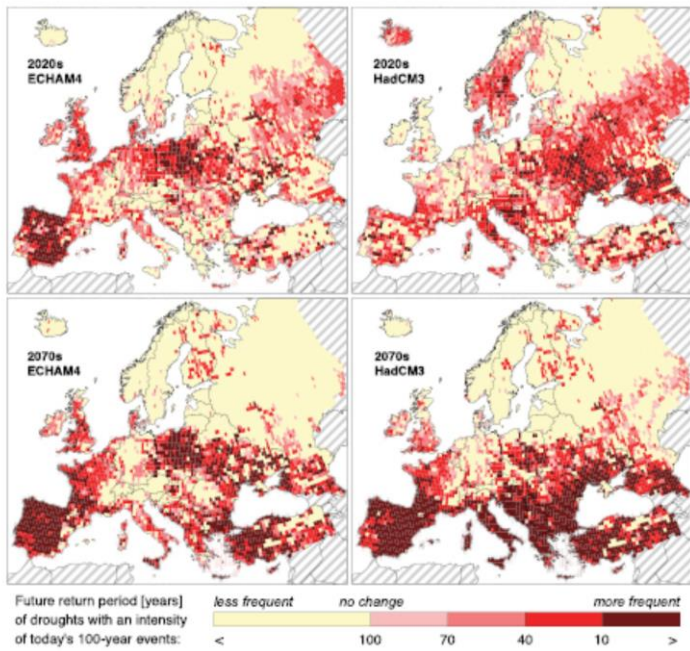 2020s
ECHAM4
2020s
HadCM3
2070s
ECHAM4
2070s
HadCM3
Future return period [years]
of droughts with an intensity
of today's 100-year events:
less frequent no change more frequent
< 100 70 40 10 >